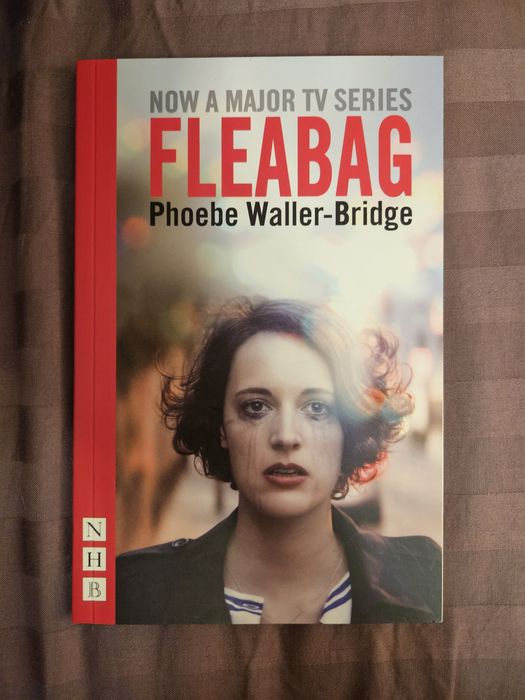 NOW A MAJOR TV SERIES
FLEABAG
Phoebe Waller-Bridge
N
H
B